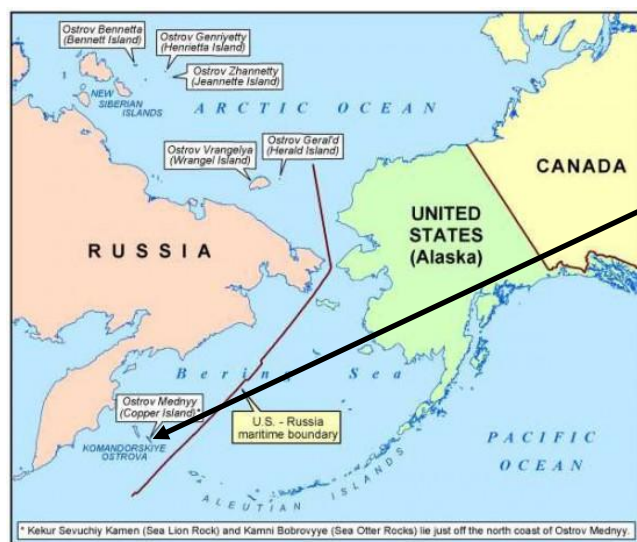 Ostrov Bennetta
(Bennett Island)
Ostrov Genriyetty
(Henrietta Island)
Ostrov Zhannetty
(Jeannette Island)
NEW
SIBERIAN
ISLANDS
ARCTIC OCEAN
Ostrov Vrangelya
(Wrangel Island)
Ostrov Geral'd
(Herald Island)
CANADA
UNITED
STATES
(Alaska)
RUSSIA
Bering Sea
Ostrov Mednyy
(Copper Island)*
U.S. - Russia
maritime boundary
KOMANDORSKIYE
OSTROVA
PACIFIC
OCEAN
ALEUTIAN ISLANDS
* Kekur Sevuchiy Kamen (Sea Lion Rock) and Kamni Bobrovyye (Sea Otter Rocks) lie just off the north coast of Ostrov Mednyy.